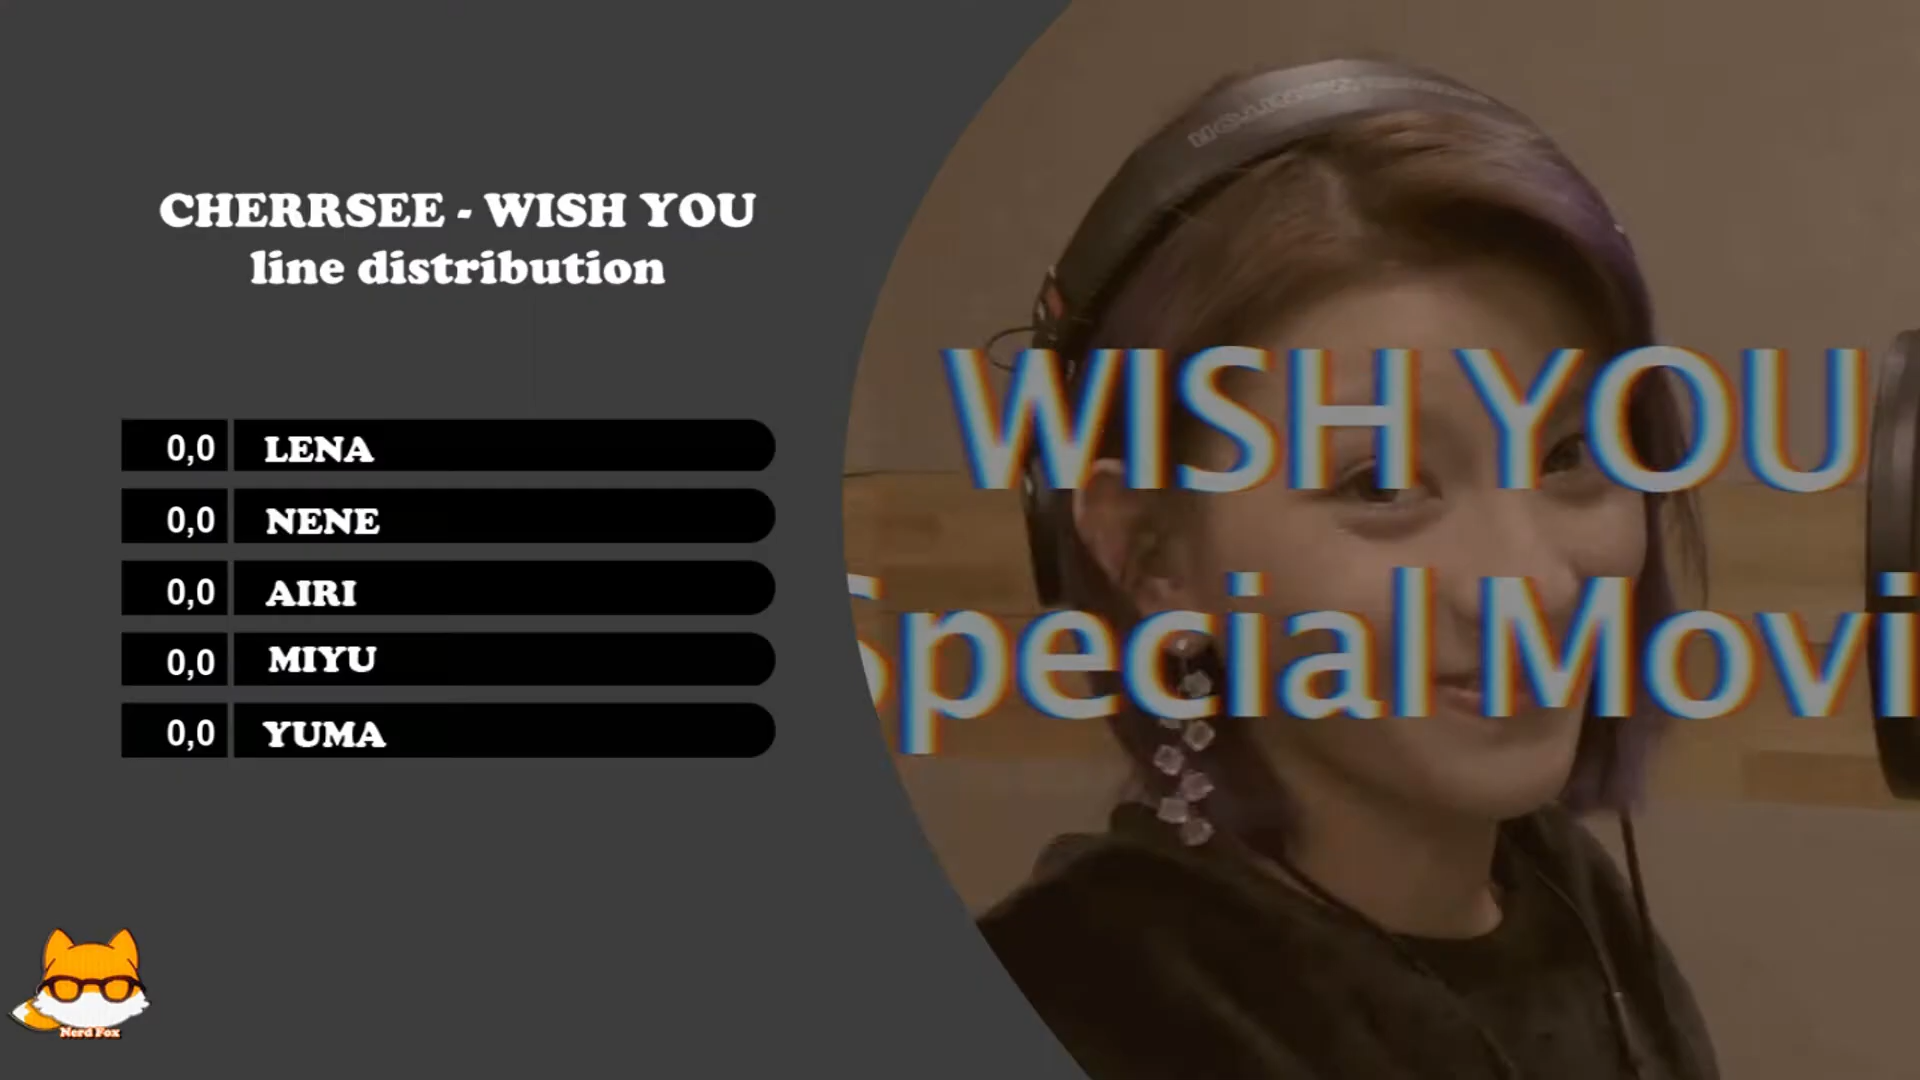 CHERRSEE - WISH YOU
line distribution
0,0 LENA
0,0 NENE
0,0 AIRI
0,0 MIYU
0,0 YUMA
WISH YOU
Special Movi
Nerd Fox